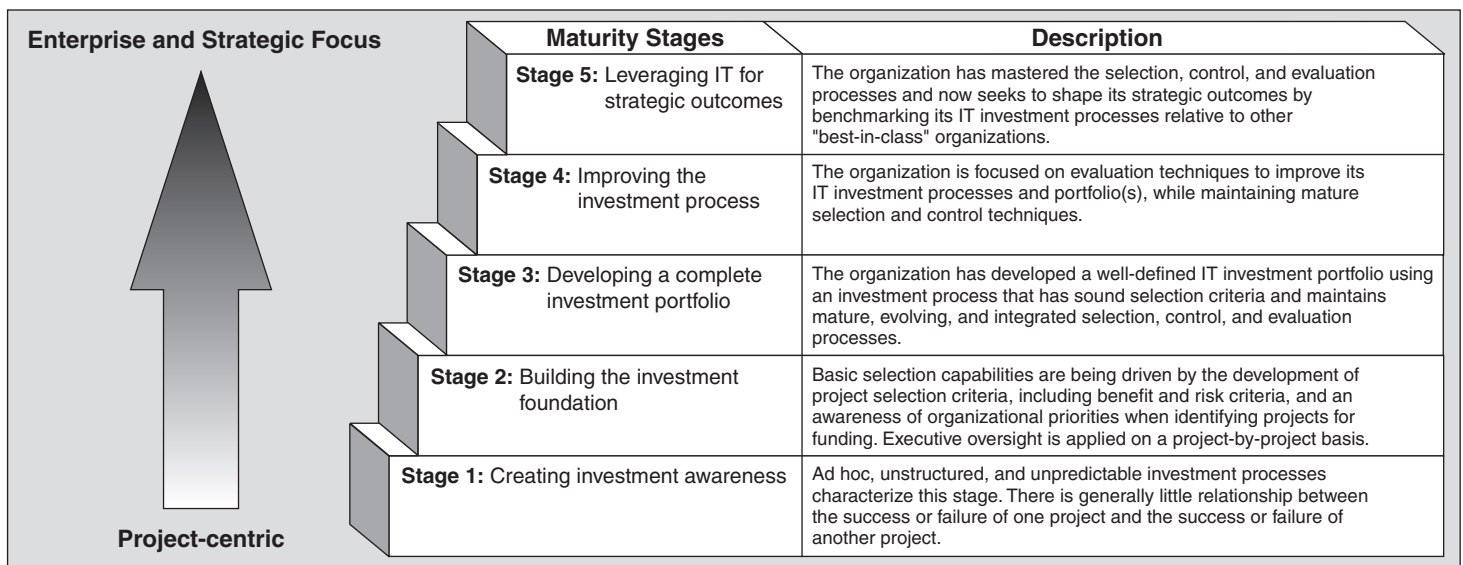 Enterprise and Strategic Focus
Project-centric
Maturity Stages
Description
Stage 5: Leveraging IT for
strategic outcomes
The organization has mastered the selection, control, and evaluation
processes and now seeks to shape its strategic outcomes by
benchmarking its IT investment processes relative to other
"best-in-class" organizations.
Stage 4: Improving the
investment process
The organization is focused on evaluation techniques to improve its
IT investment processes and portfolio(s), while maintaining mature
selection and control techniques.
Stage 3: Developing a complete
investment portfolio
The organization has developed a well-defined IT investment portfolio using
an investment process that has sound selection criteria and maintains
mature, evolving, and integrated selection, control, and evaluation
processes.
Stage 2: Building the investment
foundation
Basic selection capabilities are being driven by the development of
project selection criteria, including benefit and risk criteria, and an
awareness of organizational priorities when identifying projects for
funding. Executive oversight is applied on a project-by-project basis.
Stage 1: Creating investment awareness
Ad hoc, unstructured, and unpredictable investment processes
characterize this stage. There is generally little relationship between
the success or failure of one project and the success or failure of
another project.